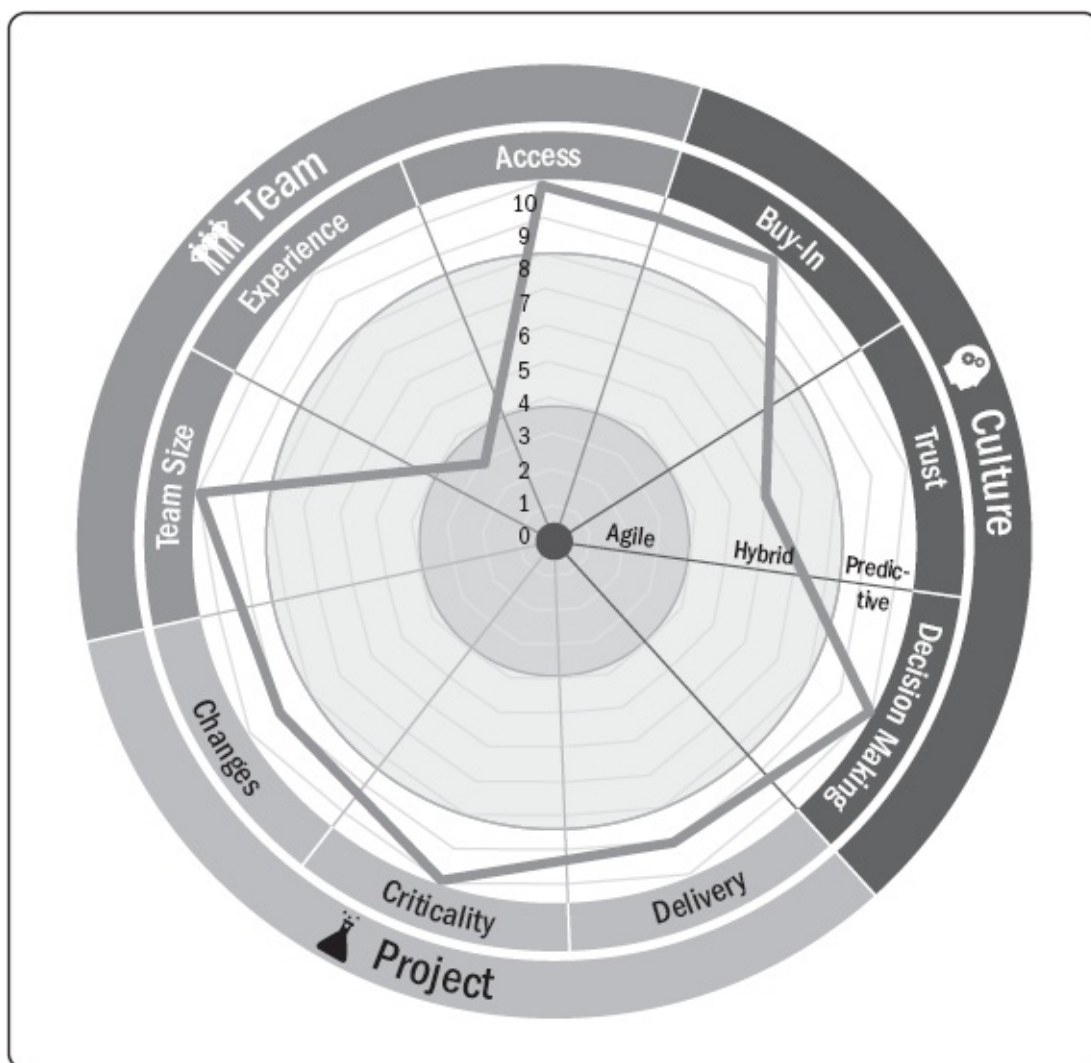 Team
Access
Experience
Team Size
Buy-In
Trust
Decision Making
Culture
10
9
8
7
6
5
4
3
2
1
0
Agile
Hybrid
Predic-
tive
Changes
Criticality
Delivery
Project